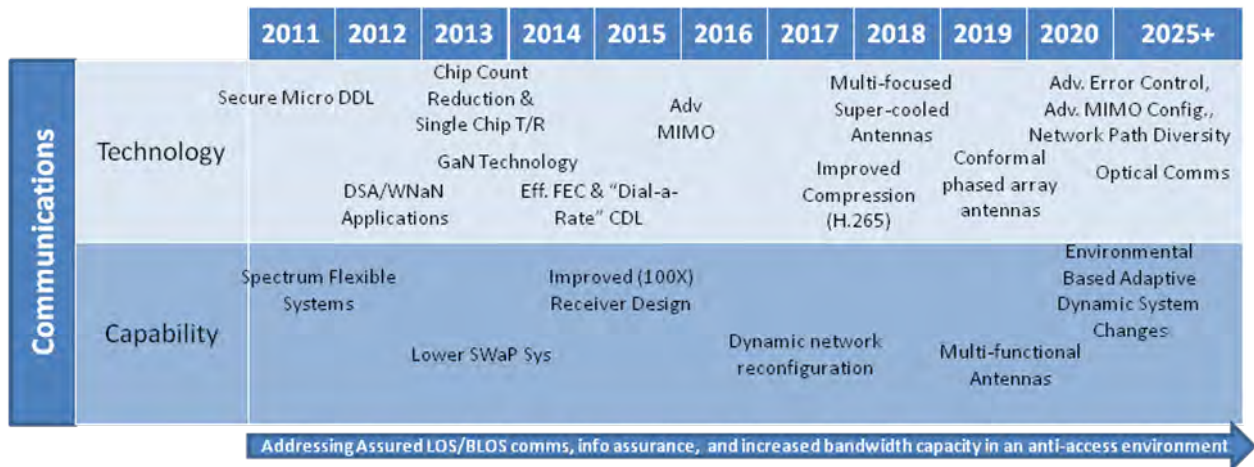 2011 2012 2013 2014 2015 2016 2017 2018 2019 2020 2025+
Communications
Technology
Secure Micro DDL
Chip Count
Reduction &
Single Chip T/R
GaN Technology
DSA/WNaN
Applications
Eff. FEC & “Dial-a-
Rate” CDL
Adv
MIMO
Multi-focused
Super-cooled
Antennas
Improved
Compression
(H.265)
Conformal
phased array
antennas
Adv. Error Control,
Adv. MIMO Config.,
Network Path Diversity
Optical Comms
Capability
Spectrum Flexible
Systems
Lower SWaP Sys
Improved (100X)
Receiver Design
Dynamic network
reconfiguration
Multi-functional
Antennas
Environmental
Based Adaptive
Dynamic System
Changes
Addressing Assured LOS/BLOS comms, info assurance, and increased bandwidth capacity in an anti-access environment